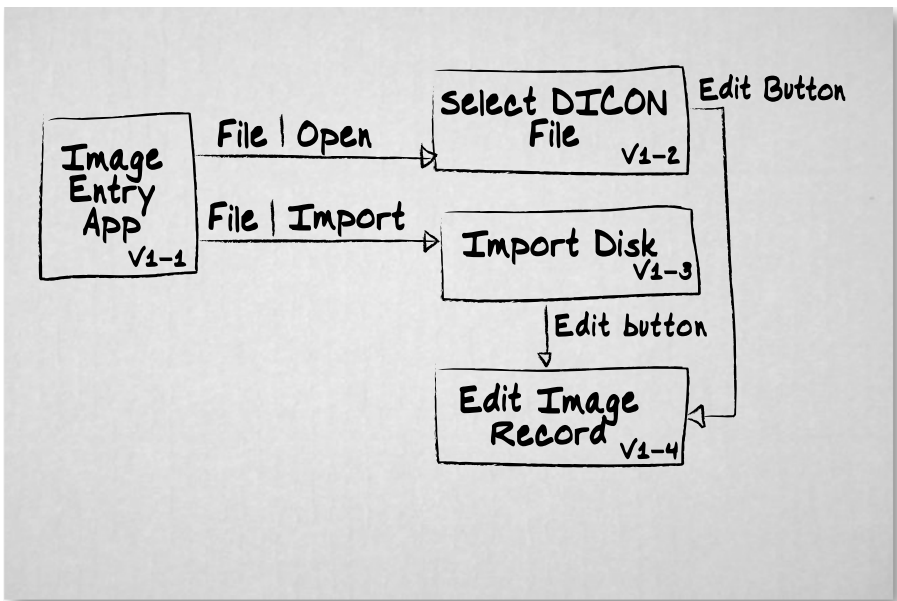 Image
Entry
App
V1-1
File | Open
File | Import
Select DICON
File
V1-2
Edit Button
Import Disk
V1-3
Edit button
Edit Image
Record
V1-4